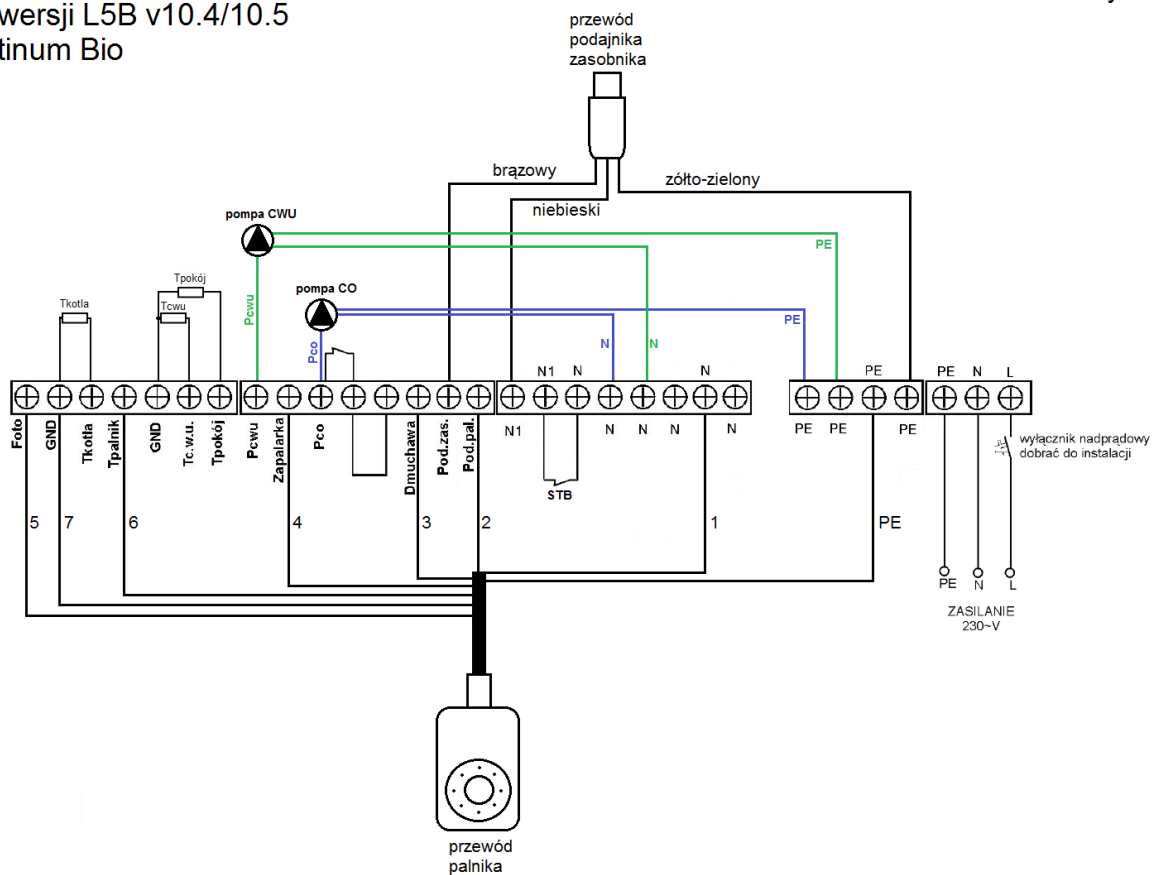 wersji L5B v10.4/10.5
tinum Bio
przewód
podajnika
zasobnika
brązowy
zółto-zielony
niebieski
pompa CWU
PE
Tpokój
Tkotla
Tcwu
Pcwu
pompa CO
PE
Pco
N
N
N1 N N PE PE N L
Foto
GND
Tkotla
Tpalnik
GND
Tc.w.u.
Tpokój
Pcwu
Zapalarka
Pco
Dmuchawa
Pod.zas.
Pod.pal.
N1 N N N N PE PE PE
wyłącznik nadprądowy
dobrać do instalacji
STB
5 7 6 4 3 2 1 PE
PE N L
ZASILANIE
230~V
przewód
palnika